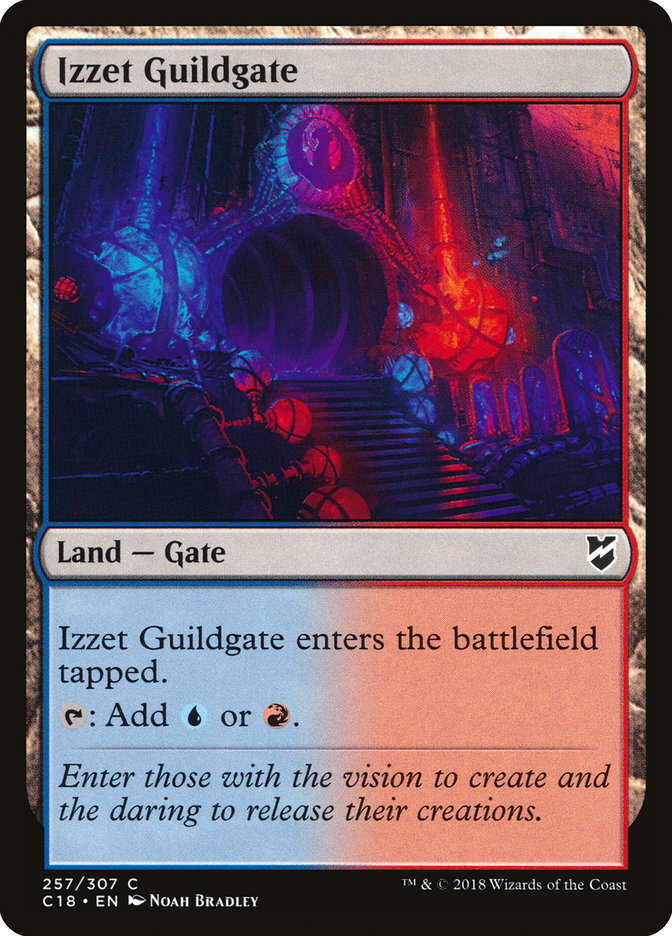 Izzet Guildgate
Land — Gate
Izzet Guildgate enters the battlefield
tapped.
: Add or .
Enter those with the vision to create and
the daring to release their creations.
257/307 C
™ & © 2018 Wizards of the Coast
C18 • EN Noah Bradley